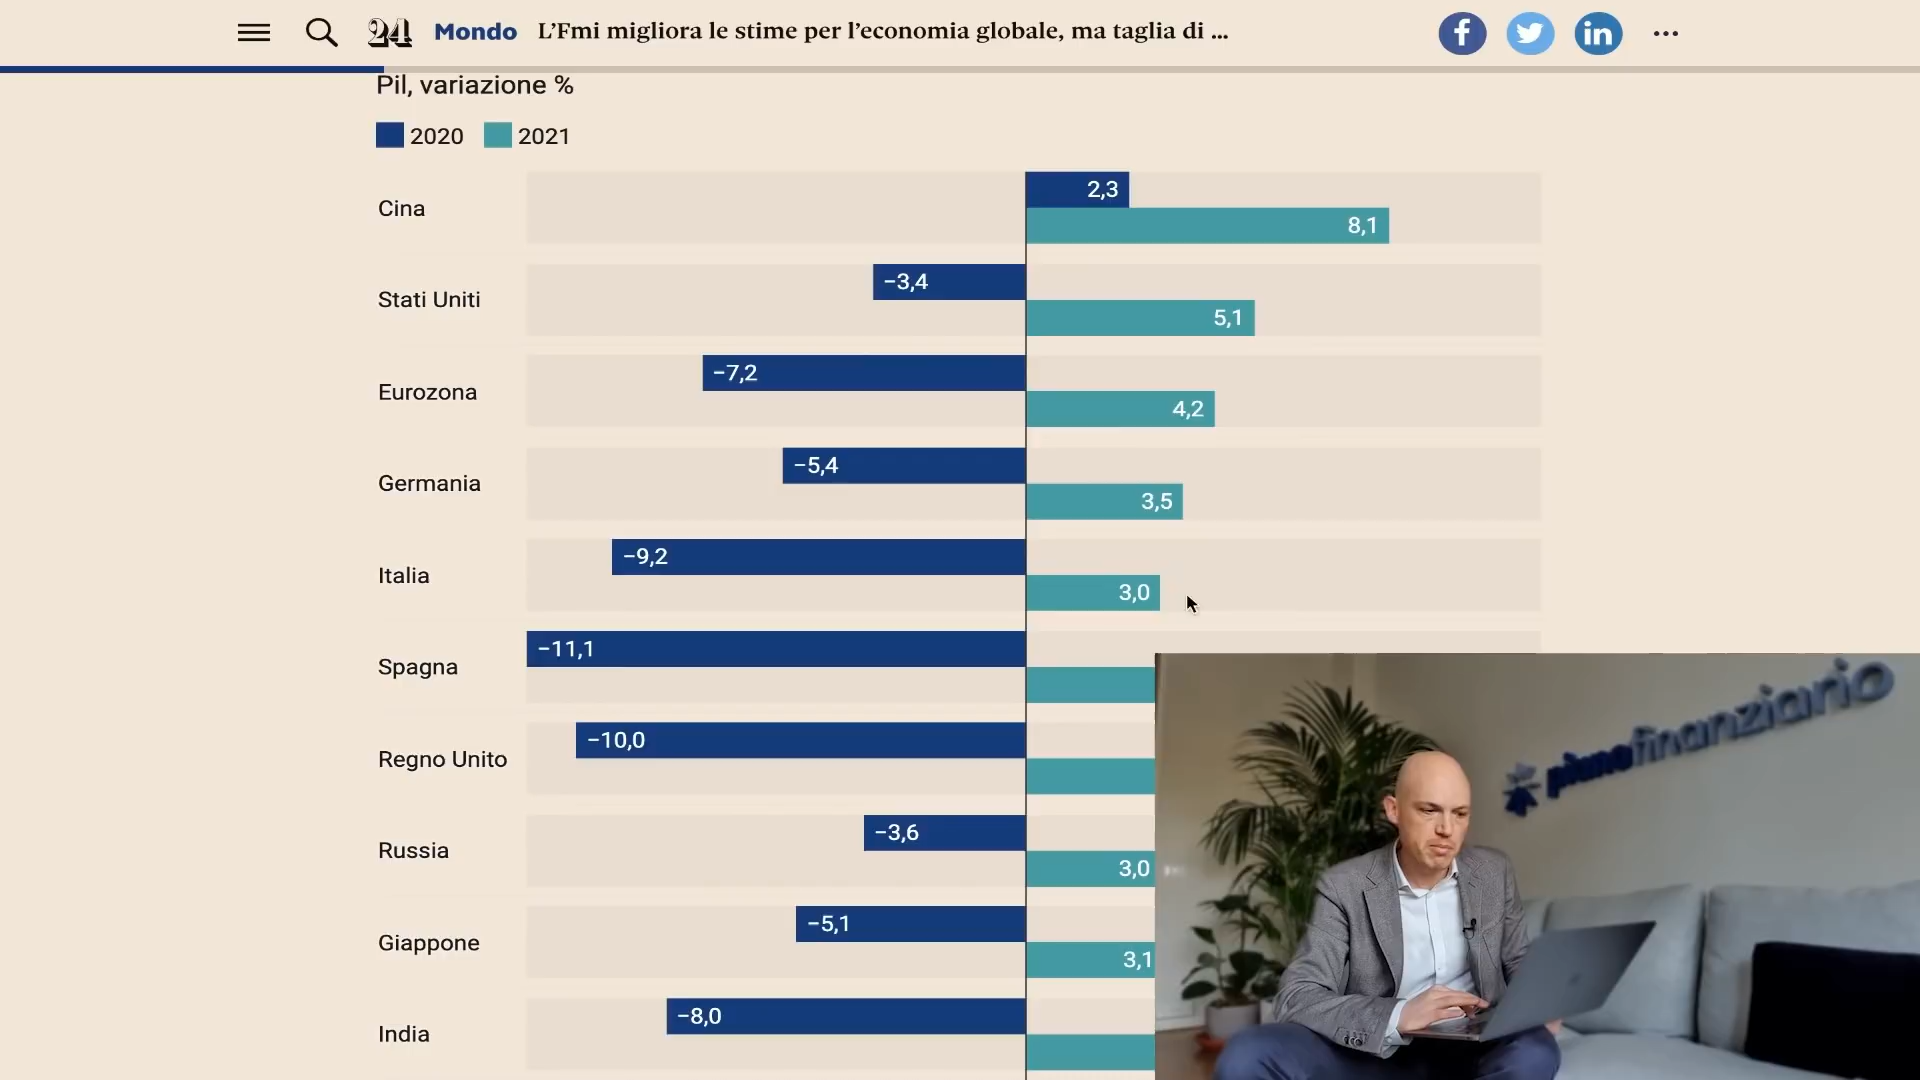 24 Mondo L’Fmi migliora le stime per l’economia globale, ma taglia di ...
Pil, variazione %
2020 2021
Cina
2,3
8,1
Stati Uniti
−3,4
5,1
Eurozona
−7,2
4,2
Germania
−5,4
3,5
Italia
−9,2
3,0
Spagna
−11,1
Regno Unito
−10,0
Russia
−3,6
3,0
Giappone
−5,1
3,1
India
−8,0
pianofinanziario